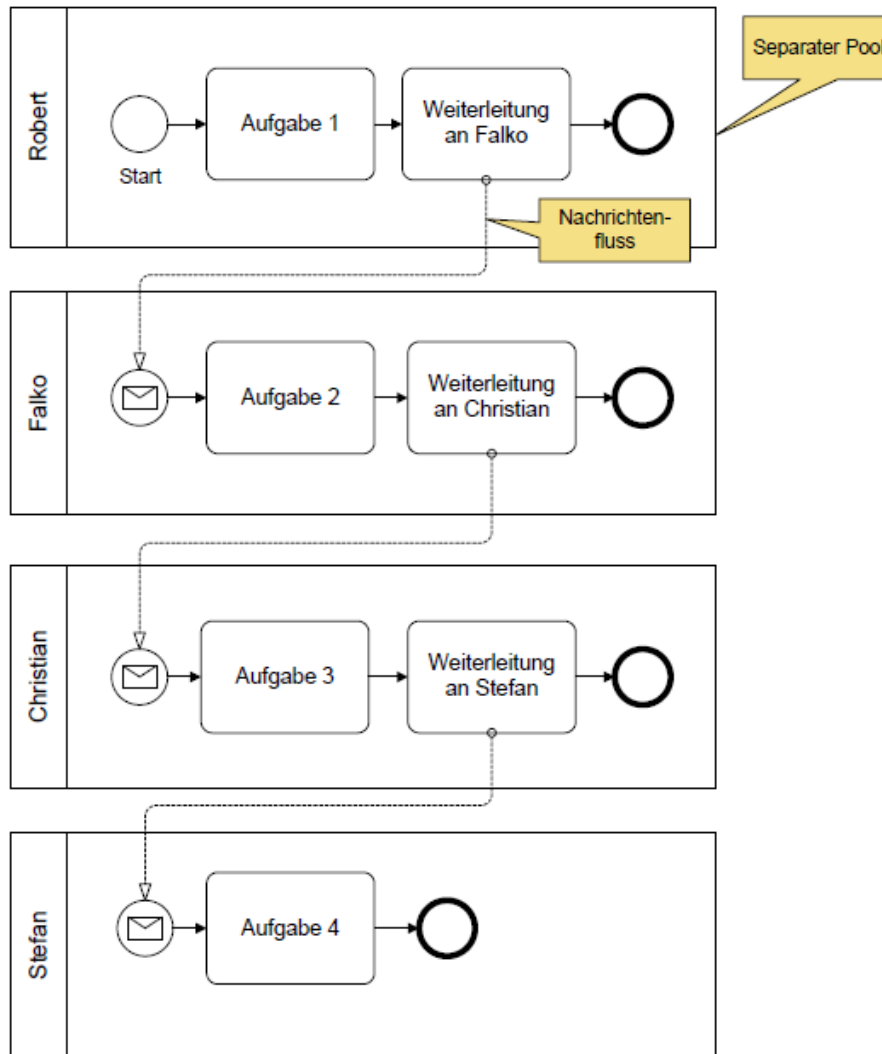 Robert
Start
Aufgabe 1
Weiterleitung
an Falko
Separater Pool
Nachrichten-
fluss
Falko
Aufgabe 2
Weiterleitung
an Christian
Christian
Aufgabe 3
Weiterleitung
an Stefan
Stefan
Aufgabe 4